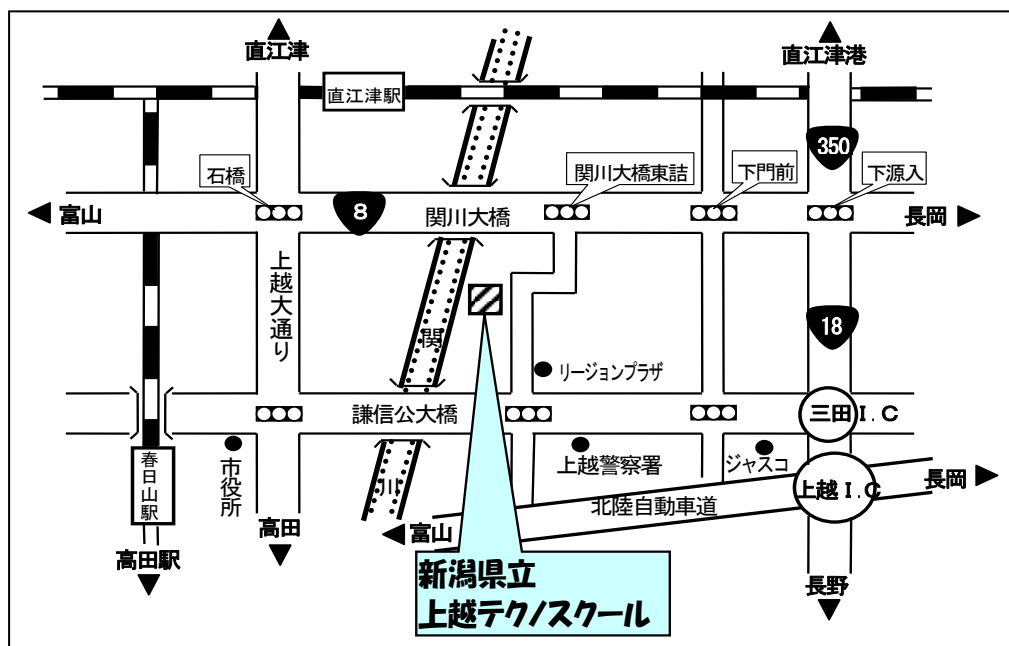 直江津
直江津港
直江津駅
350
石橋
関川大橋東詰
下門前
下源入
富山
8
関川大橋
長岡
上越大通り
関
18
リージョンプラザ
謙信公大橋
三田I.C
春日山駅
市役所
川
上越警察署
ジャスコ
上越I.C
長岡
北陸自動車道
高田
富山
高田駅
長野
新潟県立
上越テクノスクール